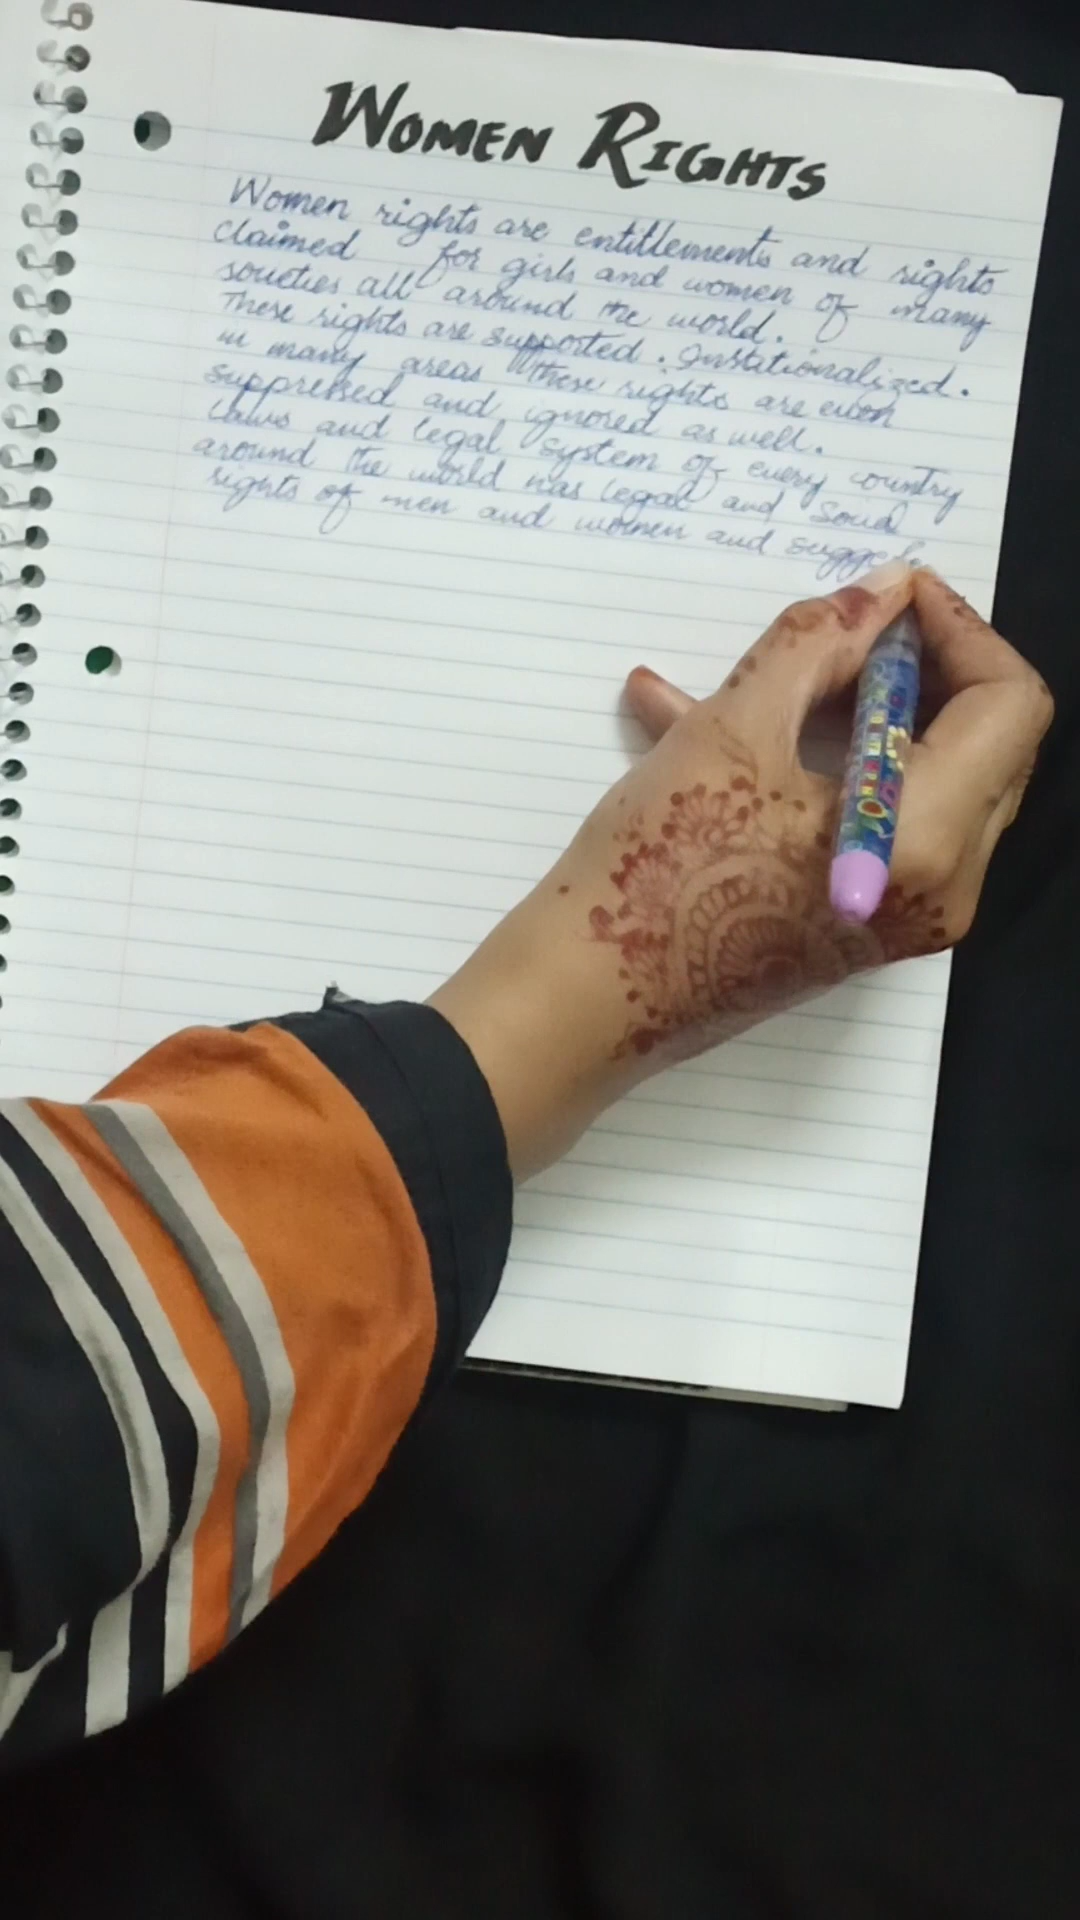 WOMEN RIGHTS
Women rights are entitlements and rights
claimed for girls and women of many
societies all around the world.
These rights are supported. Institionalized.
in many areas these rights are even
suppressed and ignored as well.
Laws and legal system of every country
around the world has legal and Social
rights of men and women and